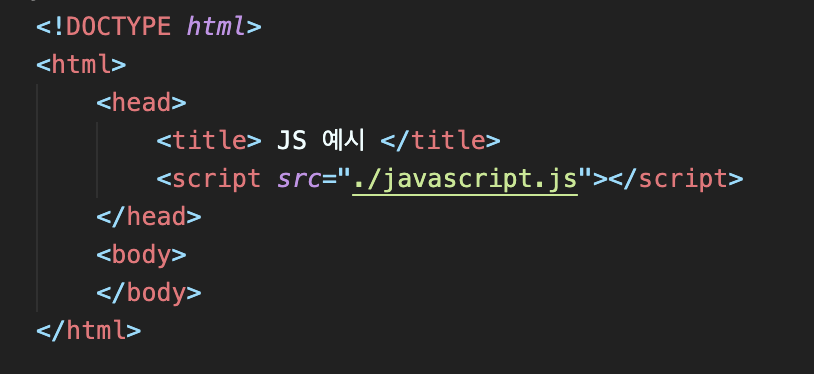 <!DOCTYPE html>
<html>
<head>
<title> JS 예시 </title>
<script src="./javascript.js"></script>
</head>
<body>
</body>
</html>